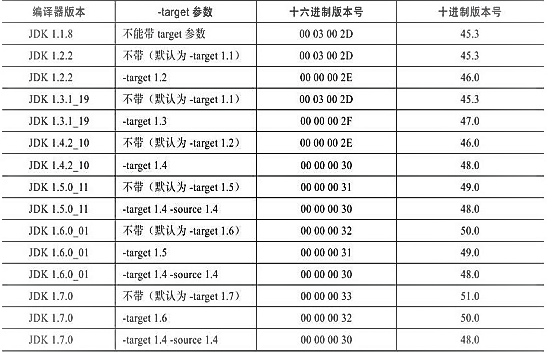 编译器版本 -target 参数 十六进制版本号 十进制版本号
JDK 1.1.8 不能带 target 参数 00 03 00 2D 45.3
JDK 1.2.2 不带（默认为 -target 1.1） 00 03 00 2D 45.3
JDK 1.2.2 -target 1.2 00 00 00 2E 46.0
JDK 1.3.1_19 不带（默认为 -target 1.1） 00 03 00 2D 45.3
JDK 1.3.1_19 -target 1.3 00 00 00 2F 47.0
JDK 1.4.2_10 不带（默认为 -target 1.2） 00 00 00 2E 46.0
JDK 1.4.2_10 -target 1.4 00 00 00 30 48.0
JDK 1.5.0_11 不带（默认为 -target 1.5） 00 00 00 31 49.0
JDK 1.5.0_11 -target 1.4 -source 1.4 00 00 00 30 48.0
JDK 1.6.0_01 不带（默认为 -target 1.6） 00 00 00 32 50.0
JDK 1.6.0_01 -target 1.5 00 00 00 31 49.0
JDK 1.6.0_01 -target 1.4 -source 1.4 00 00 00 30 48.0
JDK 1.7.0 不带（默认为 -target 1.7） 00 00 00 33 51.0
JDK 1.7.0 -target 1.6 00 00 00 32 50.0
JDK 1.7.0 -target 1.4 -source 1.4 00 00 00 30 48.0